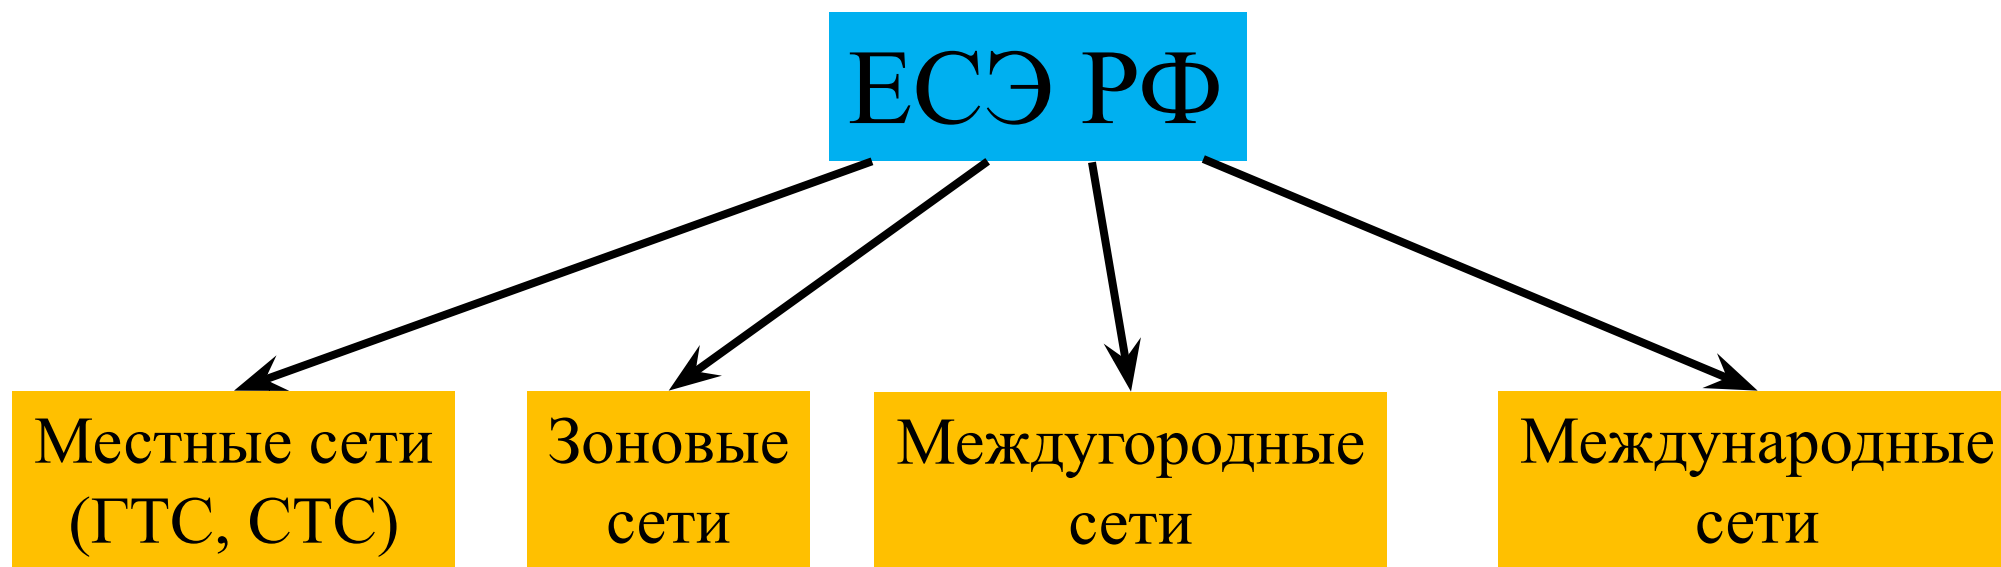 ЕСЭ РФ
Местные сети
(ГТС, СТС)
Зоновые
сети
Междугородные
сети
Международные
сети